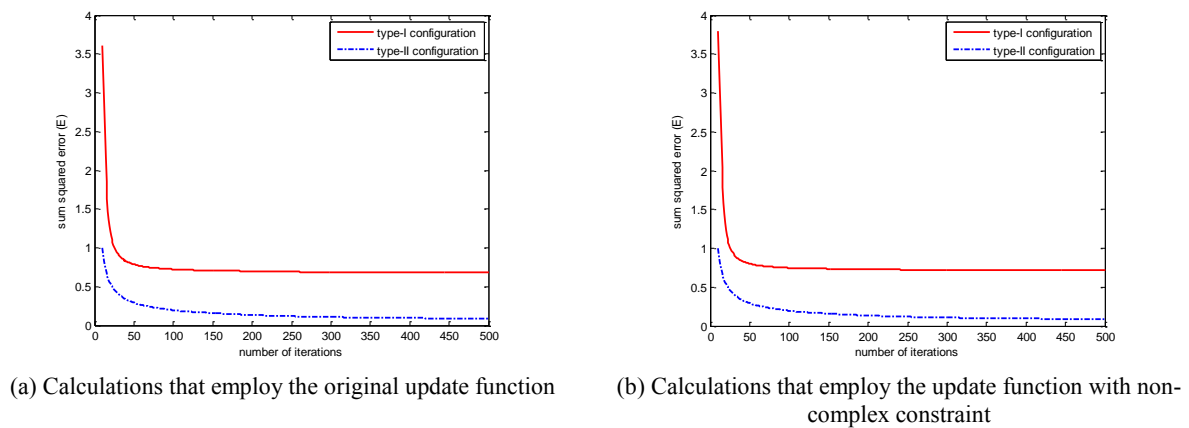 4
3.5
3
2.5
2
1.5
1
0.5
0
sum squared error (E)
type-I configuration
type-II configuration
0 50 100 150 200 250 300 350 400 450 500
number of iterations
(a) Calculations that employ the original update function
4
3.5
3
2.5
2
1.5
1
0.5
0
sum squared error (E)
type-I configuration
type-II configuration
0 50 100 150 200 250 300 350 400 450 500
number of iterations
(b) Calculations that employ the update function with non-
complex constraint